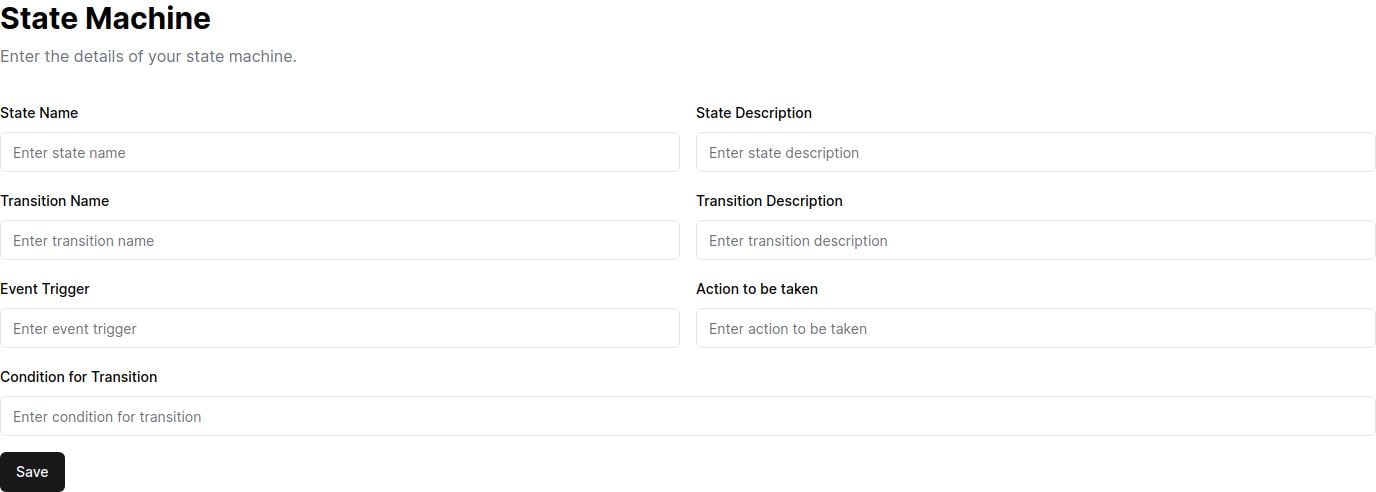 State Machine
Enter the details of your state machine.
State Name
State Description
Enter state name
Enter state description
Transition Name
Transition Description
Enter transition name
Enter transition description
Event Trigger
Action to be taken
Enter event trigger
Enter action to be taken
Condition for Transition
Enter condition for transition
Save